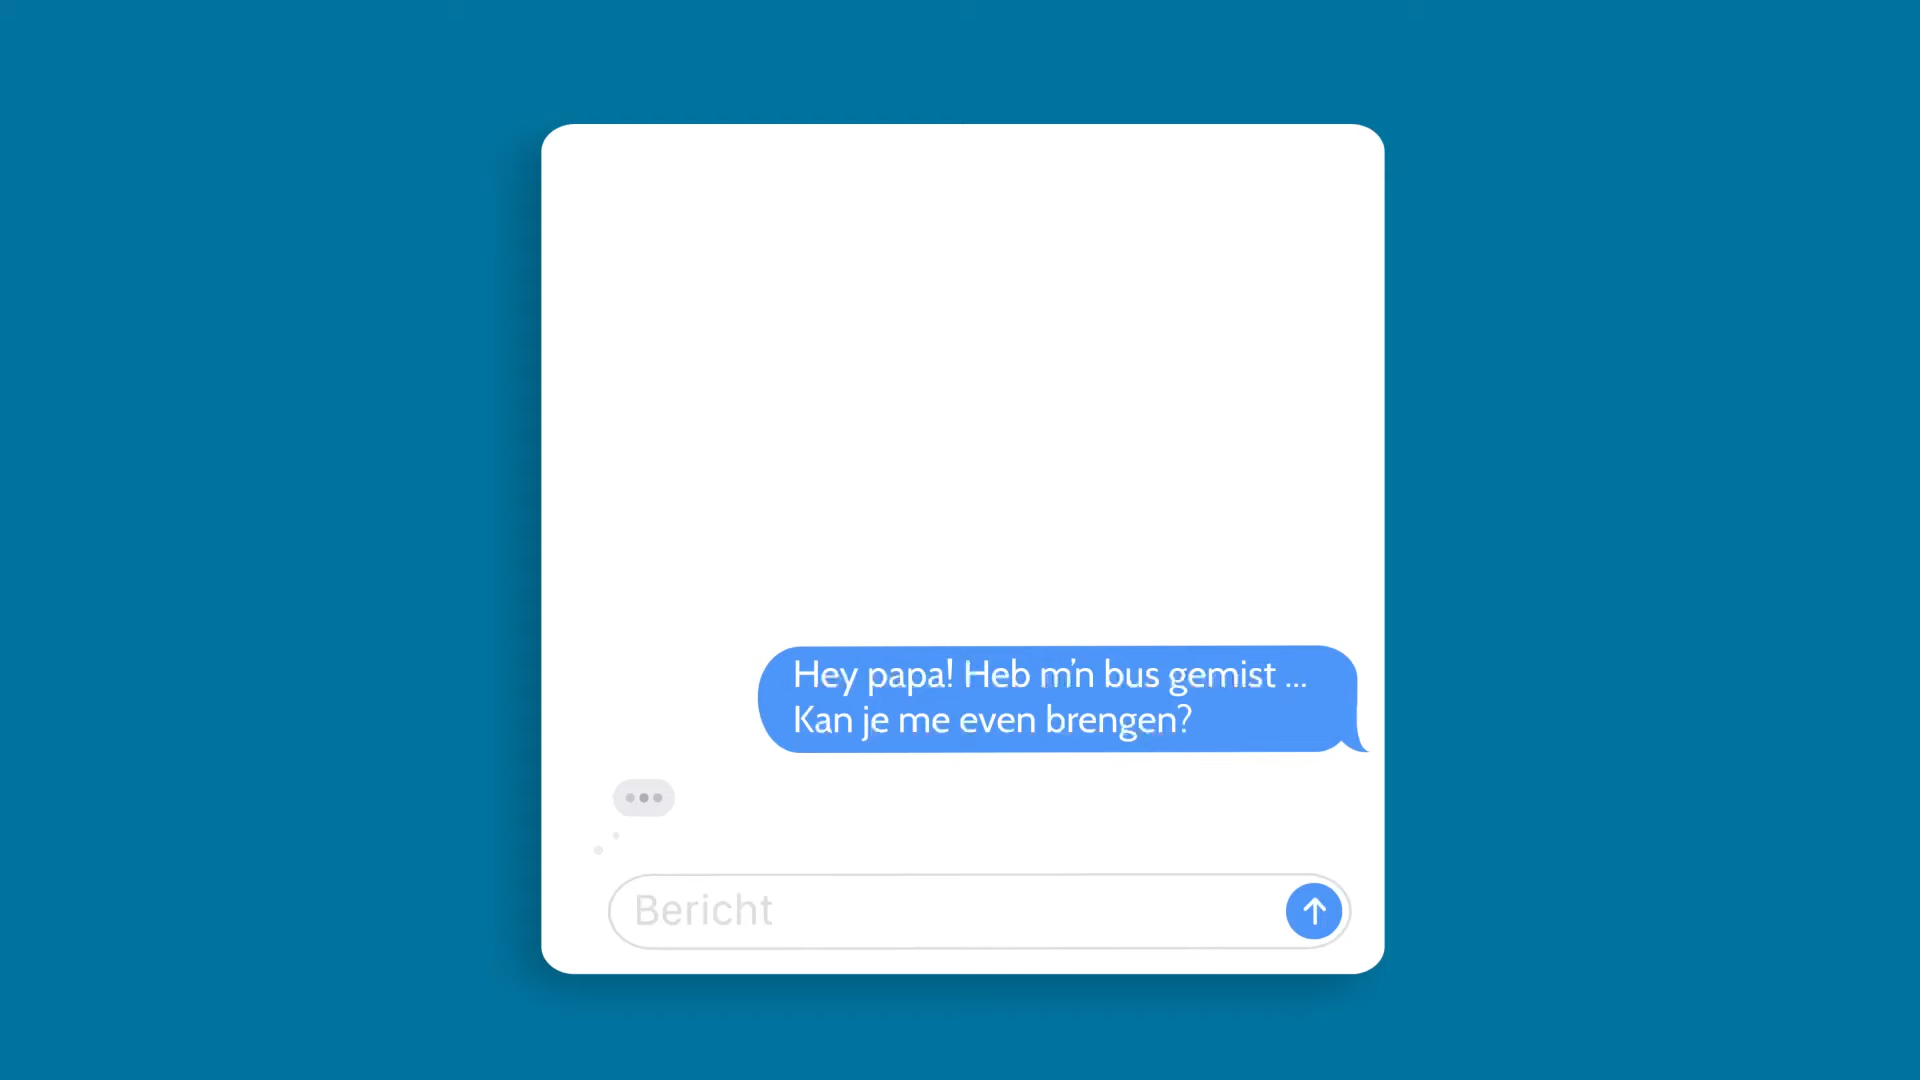 Hey papa! Heb m’n bus gemist ...
Kan je me even brengen?
Bericht